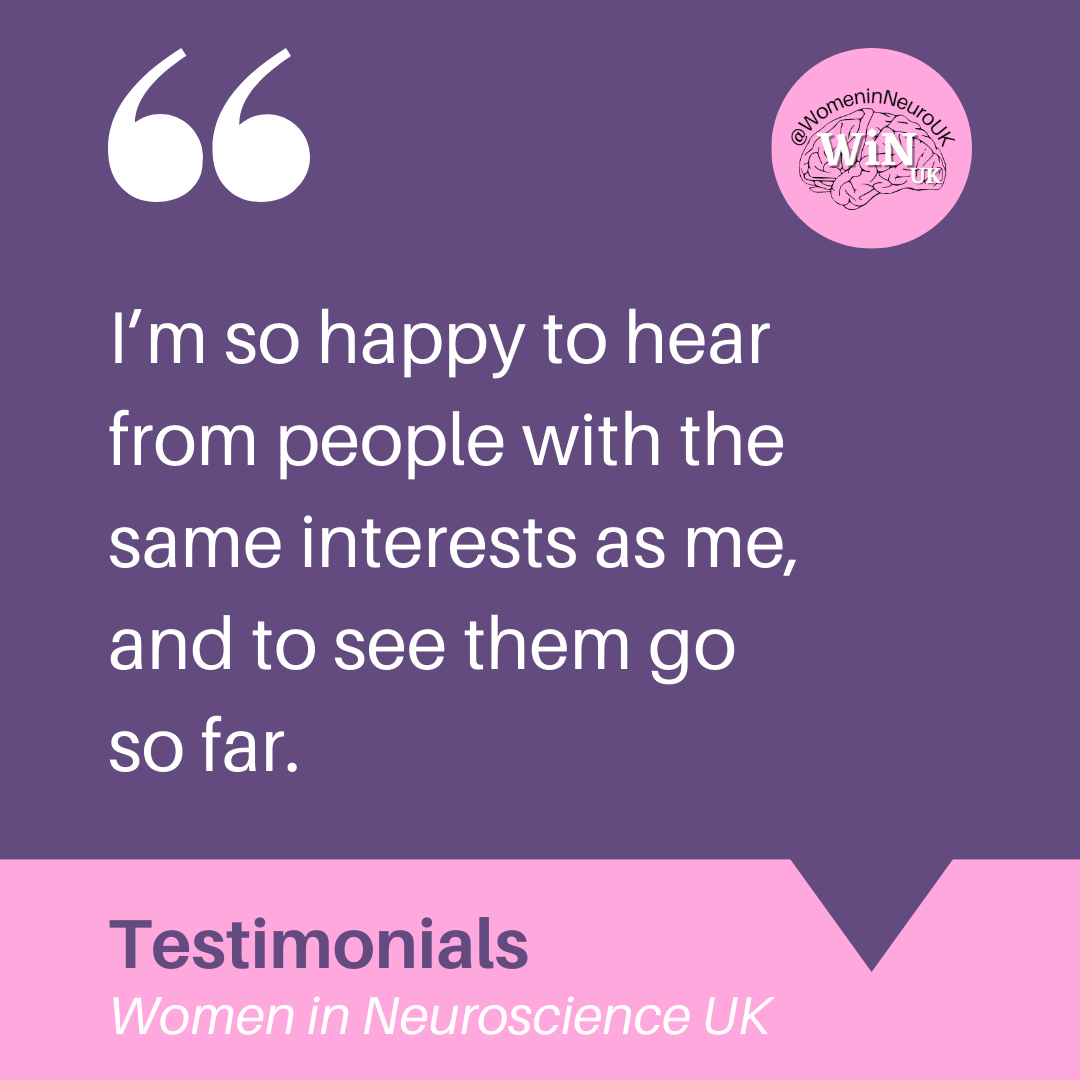 @WomeninNeuroUK
WiN
UK
I’m so happy to hear
from people with the
same interests as me,
and to see them go
so far.
Testimonials
Women in Neuroscience UK